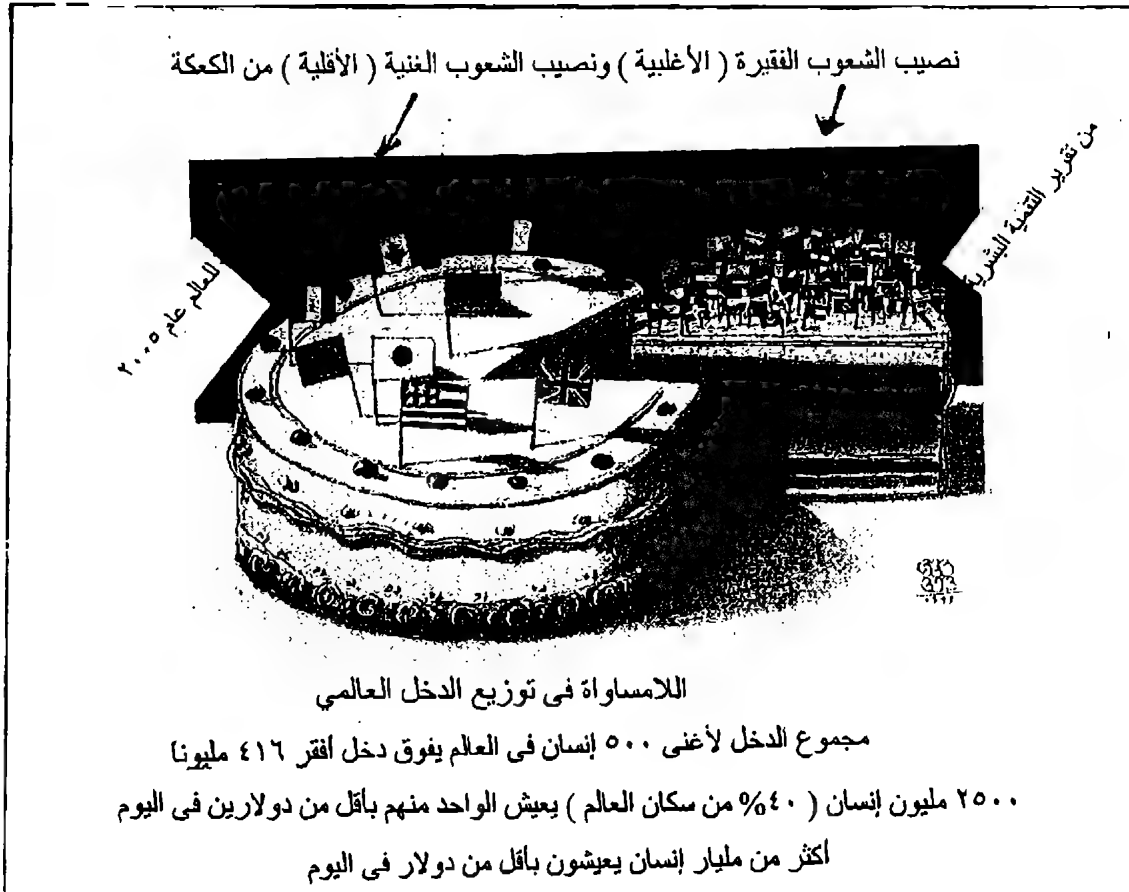 نصيب الشعوب الفقيرة ( الأغلبية ) ونصيب الشعوب الغنية ( الأقلية ) من الكعكة
من تقرير التقمية البشرية
للعالم عام ٢٠٠٥
اللامساواة فى توزيع الدخل العالمي
مجموع الدخل لأغنى ٥٠٠ إنسان فى العالم يفوق دخل أفقر ٤١٦ مليونا
٢٥٠٠ مليون إنسان ( ٤٠% من سكان العالم ) يعيش الواحد منهم بأقل من دولارين فى اليوم
أكثر من مليار إنسان يعيشون بأقل من دولار فى اليوم